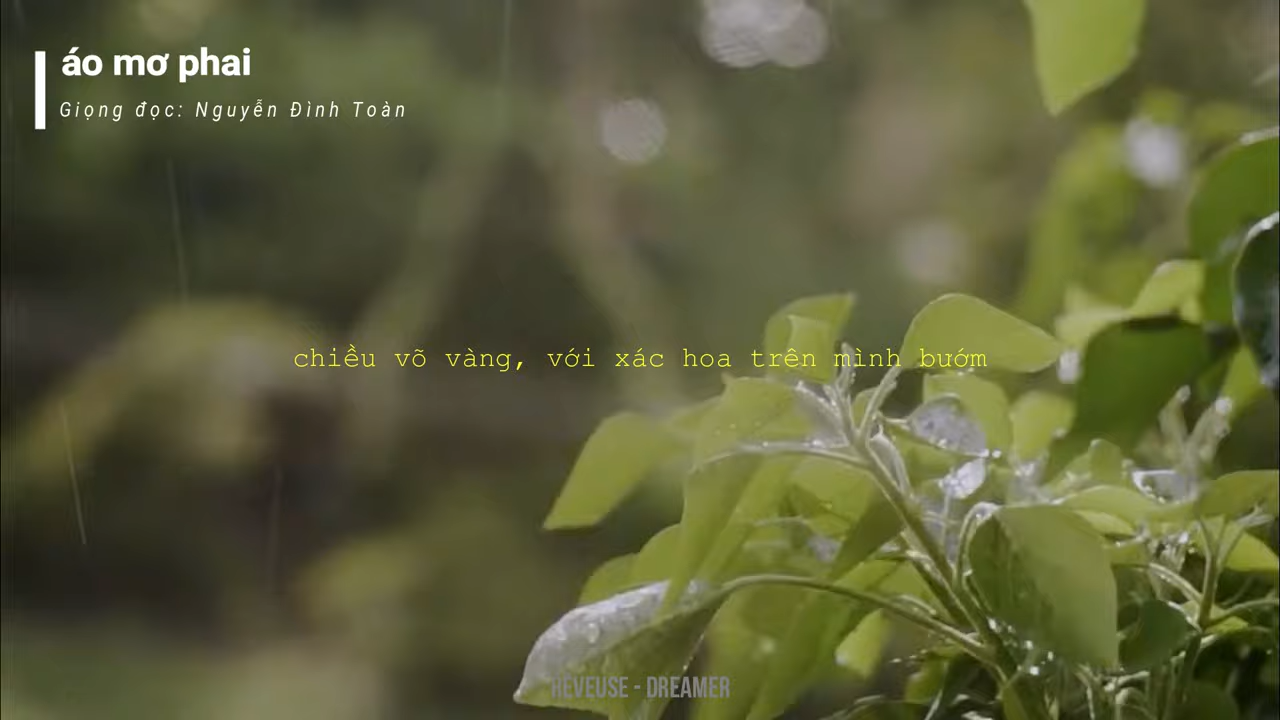 áo mơ phai
Giọng đọc: Nguyễn Đình Toàn
chiều võ vàng, với xác hoa trên mình bướm
RÊVEUSE - DREAMER